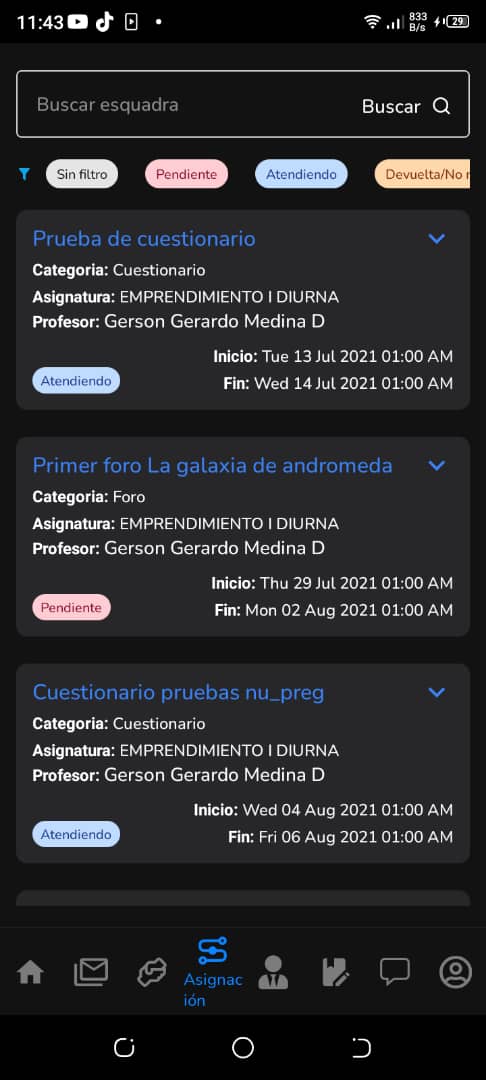 11:43
833
B/s
29
Buscar esquadra
Buscar
Sin filtro
Pendiente
Atendiendo
Devuelta/No r
Prueba de cuestionario
Categoria: Cuestionario
Asignatura: EMPRENDIMIENTO I DIURNA
Profesor: Gerson Gerardo Medina D
Inicio: Tue 13 Jul 2021 01:00 AM
Atendiendo
Fin: Wed 14 Jul 2021 01:00 AM
Primer foro La galaxia de andromeda
Categoria: Foro
Asignatura: EMPRENDIMIENTO I DIURNA
Profesor: Gerson Gerardo Medina D
Inicio: Thu 29 Jul 2021 01:00 AM
Pendiente
Fin: Mon 02 Aug 2021 01:00 AM
Cuestionario pruebas nu_preg
Categoria: Cuestionario
Asignatura: EMPRENDIMIENTO I DIURNA
Profesor: Gerson Gerardo Medina D
Inicio: Wed 04 Aug 2021 01:00 AM
Atendiendo
Fin: Fri 06 Aug 2021 01:00 AM
Asignac
ión